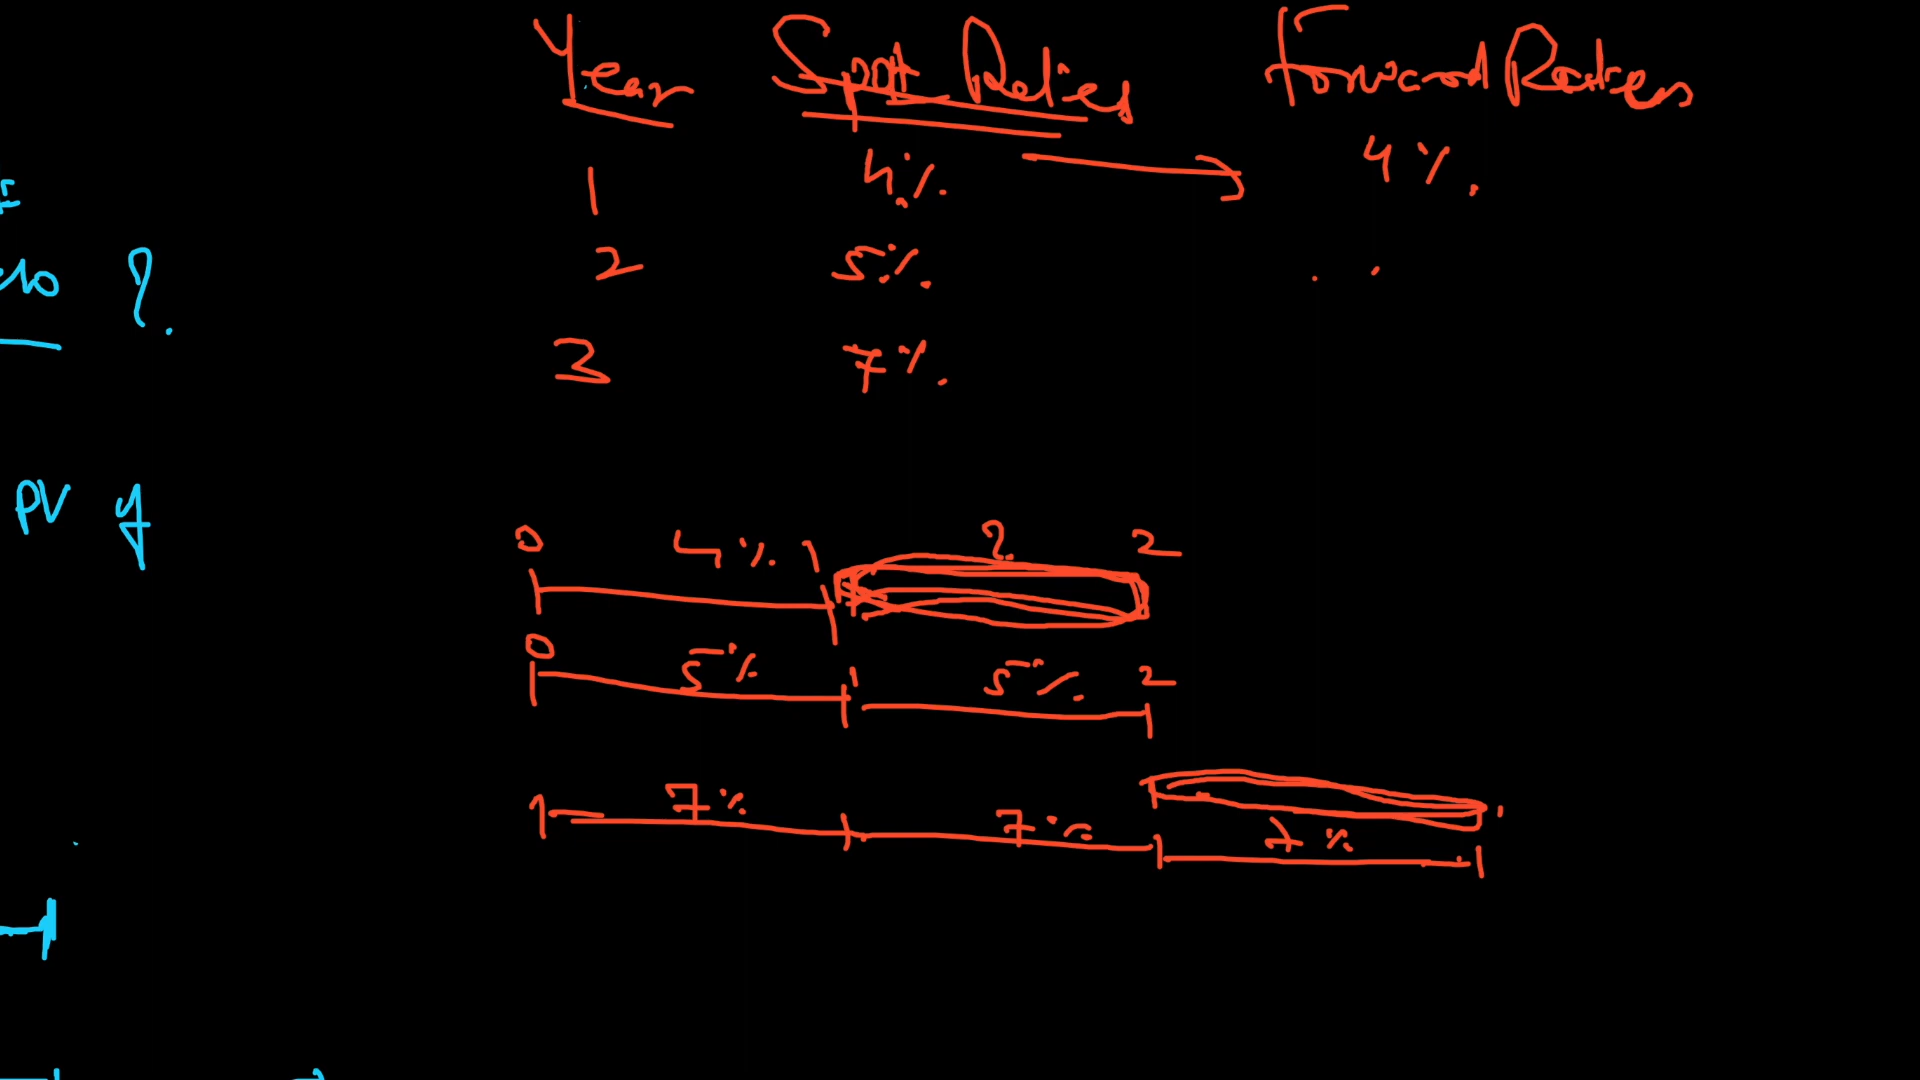 Year Spot Rates Forward Rates
1 4% 4%.
2 5%.
3 7%.
?
PV of
0 4%. 1 ? 2
0 5% 1 5%. 2
7% 7% 7%